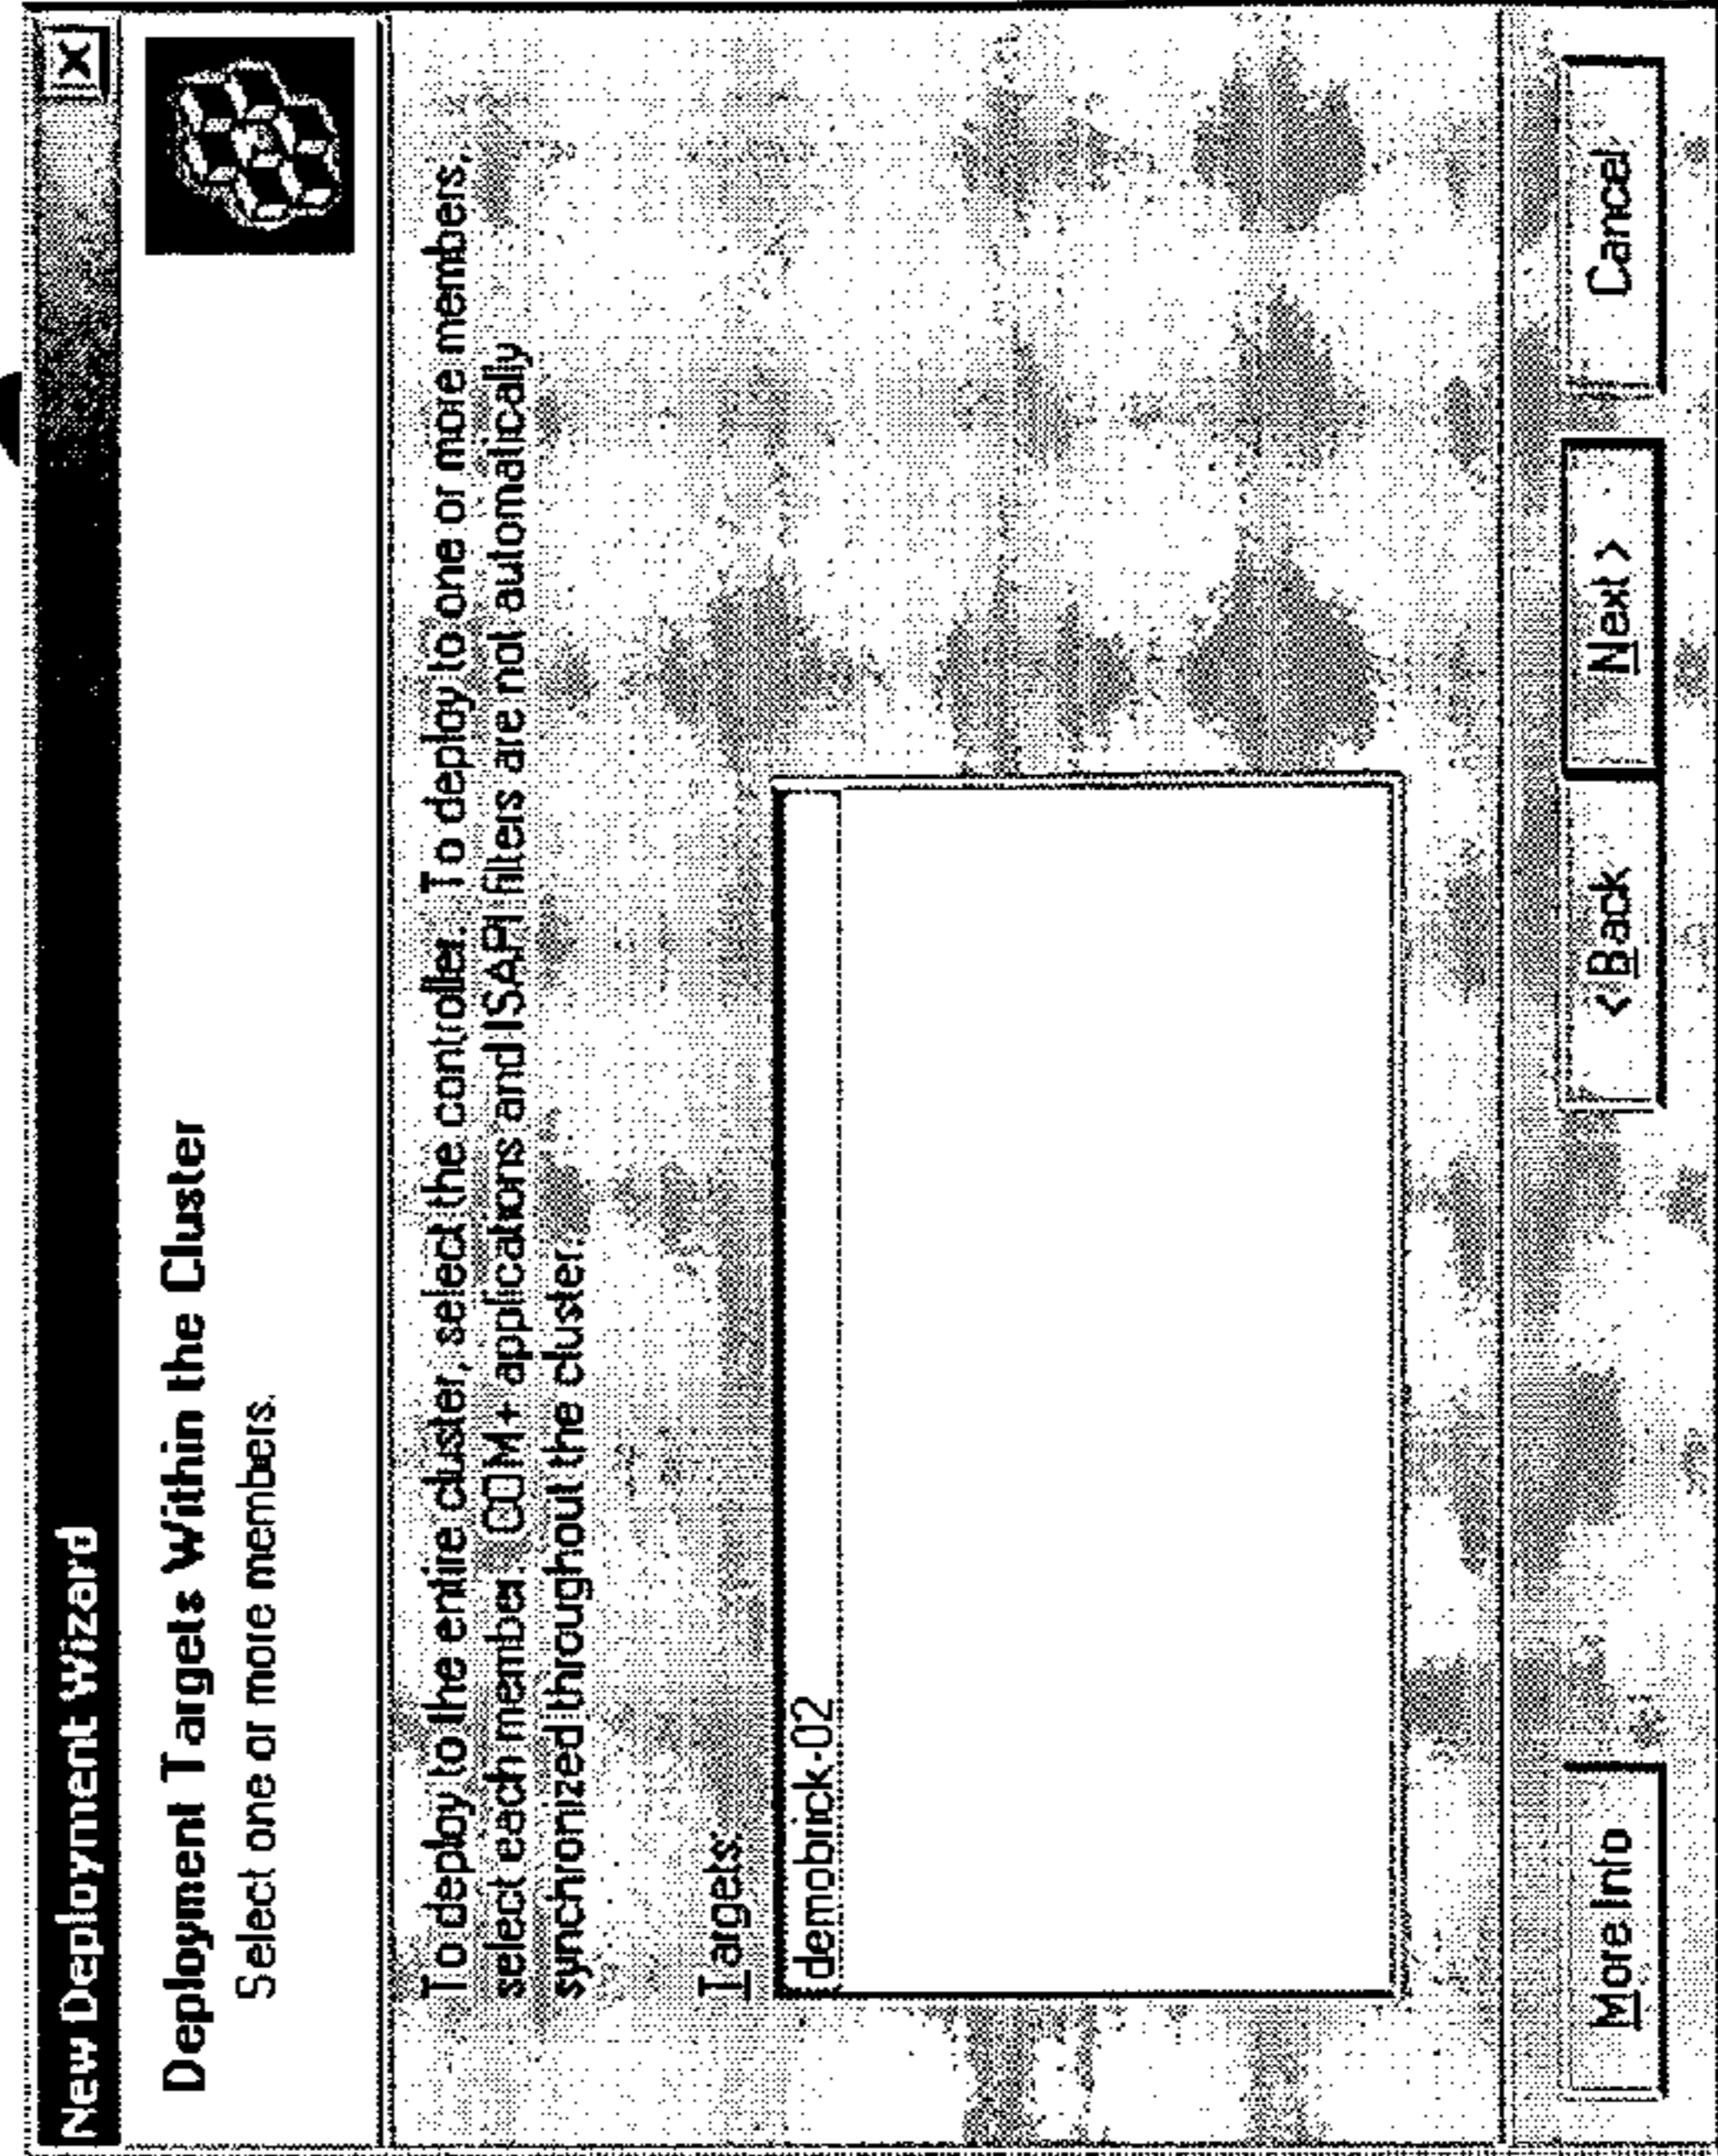 New Deployment Wizard
Deployment Targets Within the Cluster
Select one or more members.
To deploy to the entire cluster, select the controller. To deploy to one or more members,
select each member. COM+ applications and ISAPI filters are not automatically
synchronized throughout the cluster.
Targets:
demobrick-02
More Info
< Back
Next >
Cancel